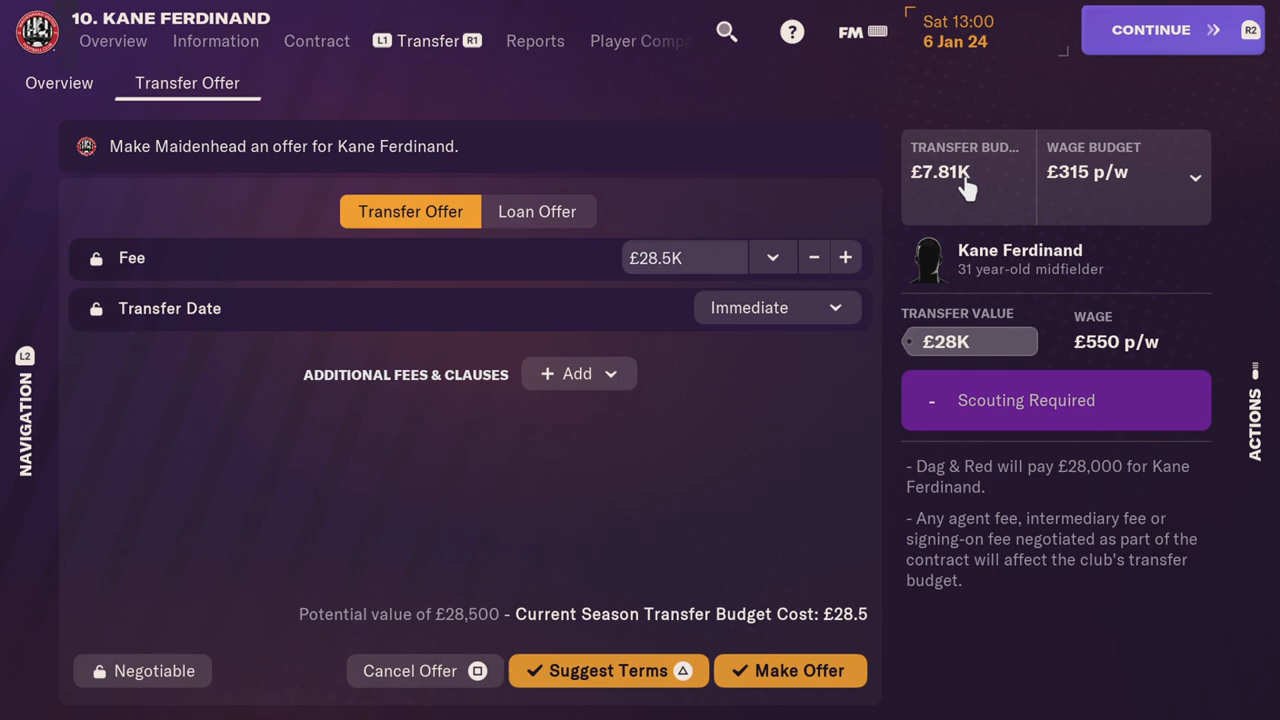 10. KANE FERDINAND
Overview Information Contract L1 Transfer R1 Reports Player Comp
? FM
Sat 13:00
6 Jan 24
CONTINUE R2
Overview Transfer Offer
Make Maidenhead an offer for Kane Ferdinand.
TRANSFER BUD... WAGE BUDGET
£7.81K £315 p/w
Transfer Offer Loan Offer
Fee £28.5K - +
Kane Ferdinand
31 year-old midfielder
Transfer Date Immediate
TRANSFER VALUE WAGE
£28K £550 p/w
L2 NAVIGATION
ADDITIONAL FEES & CLAUSES + Add
- Scouting Required
ACTIONS
- Dag & Red will pay £28,000 for Kane
Ferdinand.
- Any agent fee, intermediary fee or
signing-on fee negotiated as part of the
contract will affect the club's transfer
budget.
Potential value of £28,500 - Current Season Transfer Budget Cost: £28.5
Negotiable Cancel Offer Suggest Terms Make Offer